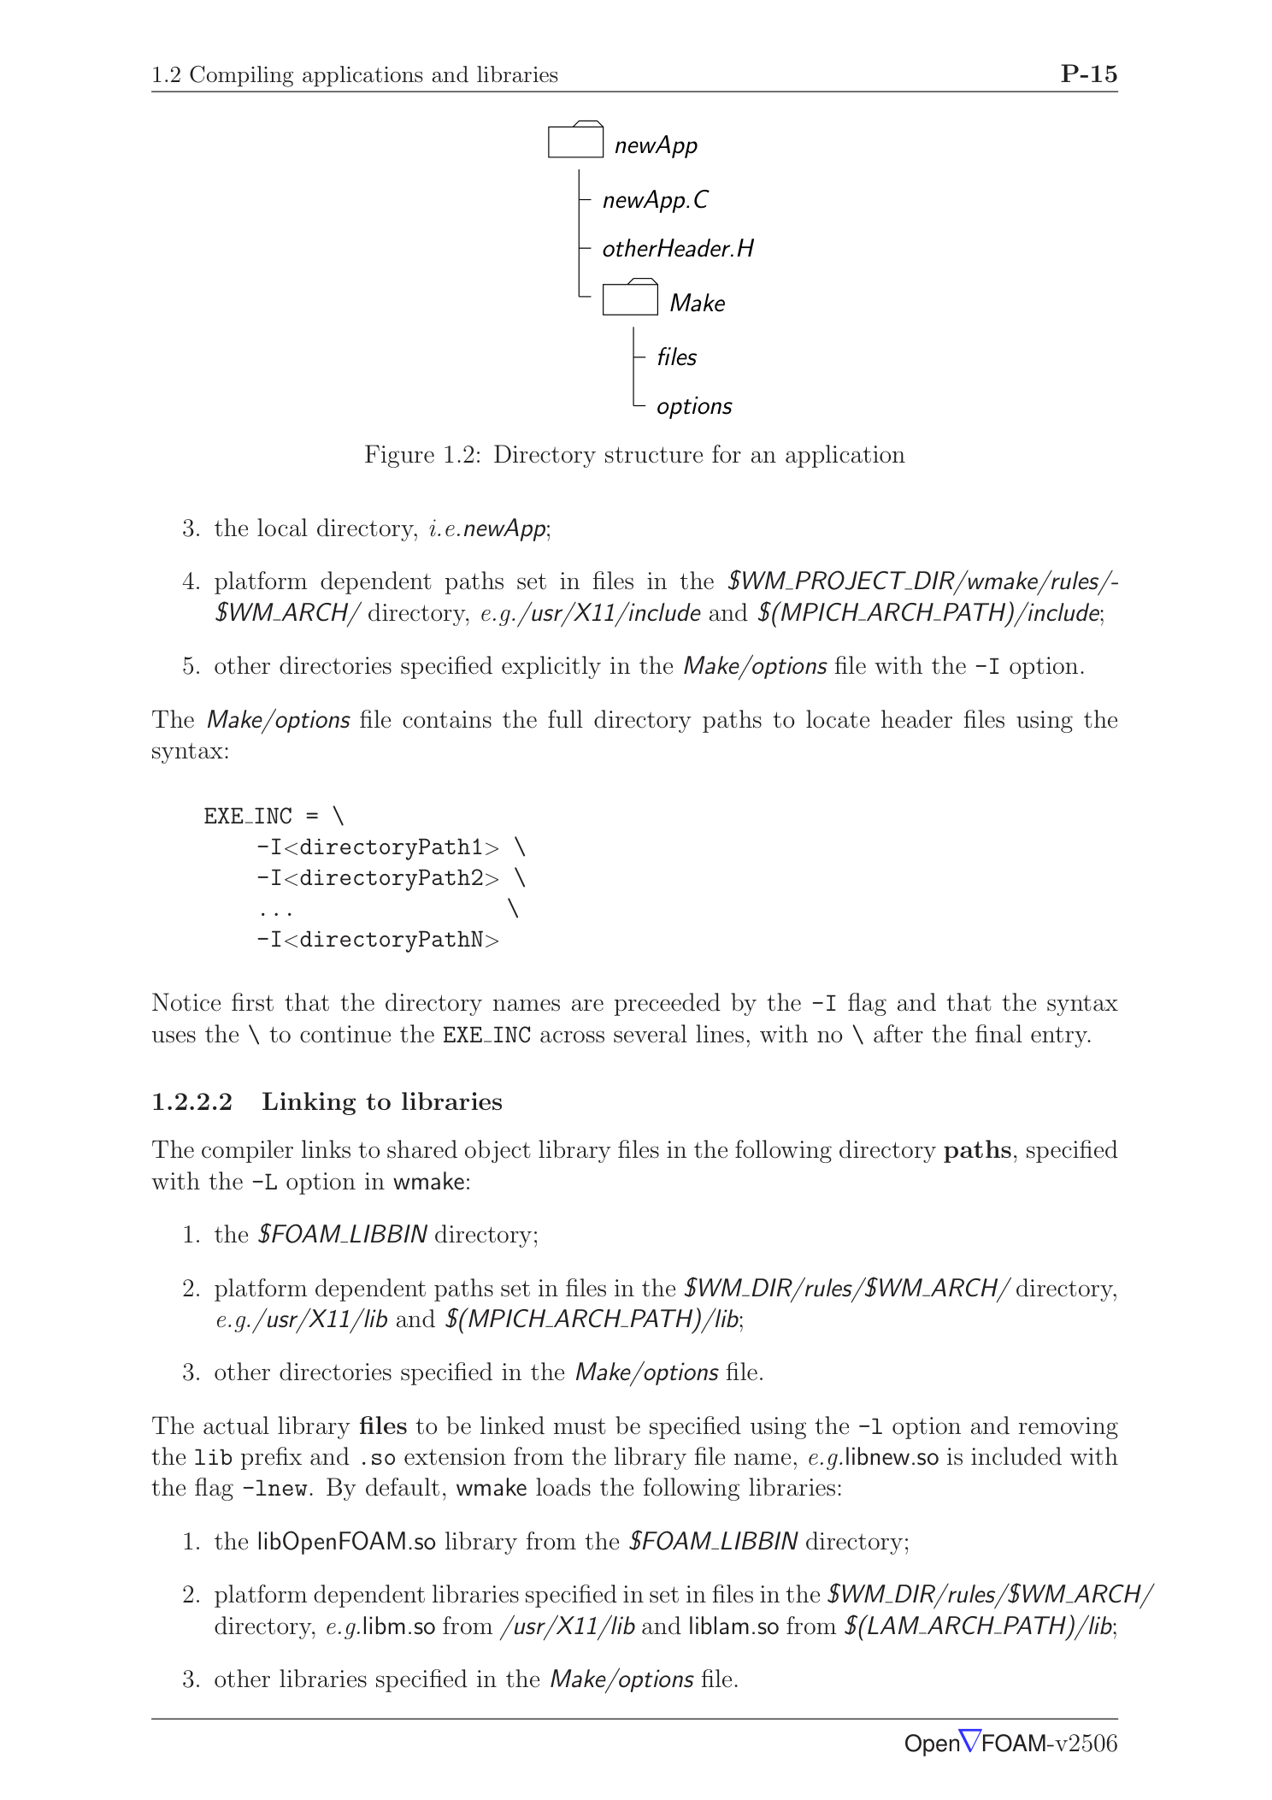 1.2 Compiling applications and libraries P-15
newApp
newApp.C
otherHeader.H
Make
files
options
Figure 1.2: Directory structure for an application
3. the local directory, i.e.newApp;
4. platform dependent paths set in files in the $WM_PROJECT_DIR/wmake/rules/-
$WM_ARCH/ directory, e.g./usr/X11/include and $(MPICH_ARCH_PATH)/include;
5. other directories specified explicitly in the Make/options file with the -I option.
The Make/options file contains the full directory paths to locate header files using the
syntax:
EXE_INC = \
-I<directoryPath1> \
-I<directoryPath2> \
... \
-I<directoryPathN>
Notice first that the directory names are preceeded by the -I flag and that the syntax
uses the \ to continue the EXE_INC across several lines, with no \ after the final entry.
1.2.2.2 Linking to libraries
The compiler links to shared object library files in the following directory paths, specified
with the -L option in wmake:
1. the $FOAM_LIBBIN directory;
2. platform dependent paths set in files in the $WM_DIR/rules/$WM_ARCH/ directory,
e.g./usr/X11/lib and $(MPICH_ARCH_PATH)/lib;
3. other directories specified in the Make/options file.
The actual library files to be linked must be specified using the -l option and removing
the lib prefix and .so extension from the library file name, e.g.libnew.so is included with
the flag -lnew. By default, wmake loads the following libraries:
1. the libOpenFOAM.so library from the $FOAM_LIBBIN directory;
2. platform dependent libraries specified in set in files in the $WM_DIR/rules/$WM_ARCH/
directory, e.g.libm.so from /usr/X11/lib and liblam.so from $(LAM_ARCH_PATH)/lib;
3. other libraries specified in the Make/options file.
Open∇FOAM-v2506